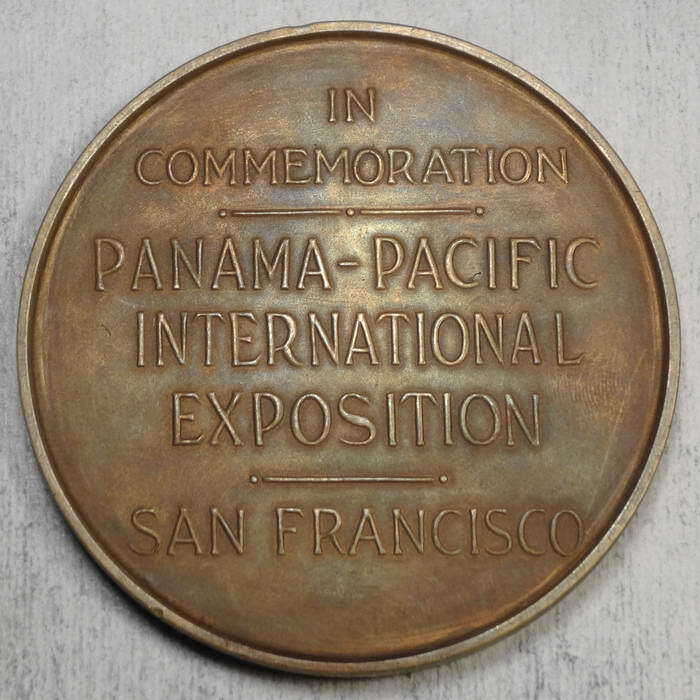 IN
COMMEMORATION
PANAMA-PACIFIC
INTERNATIONAL
EXPOSITION
SAN FRANCISCO